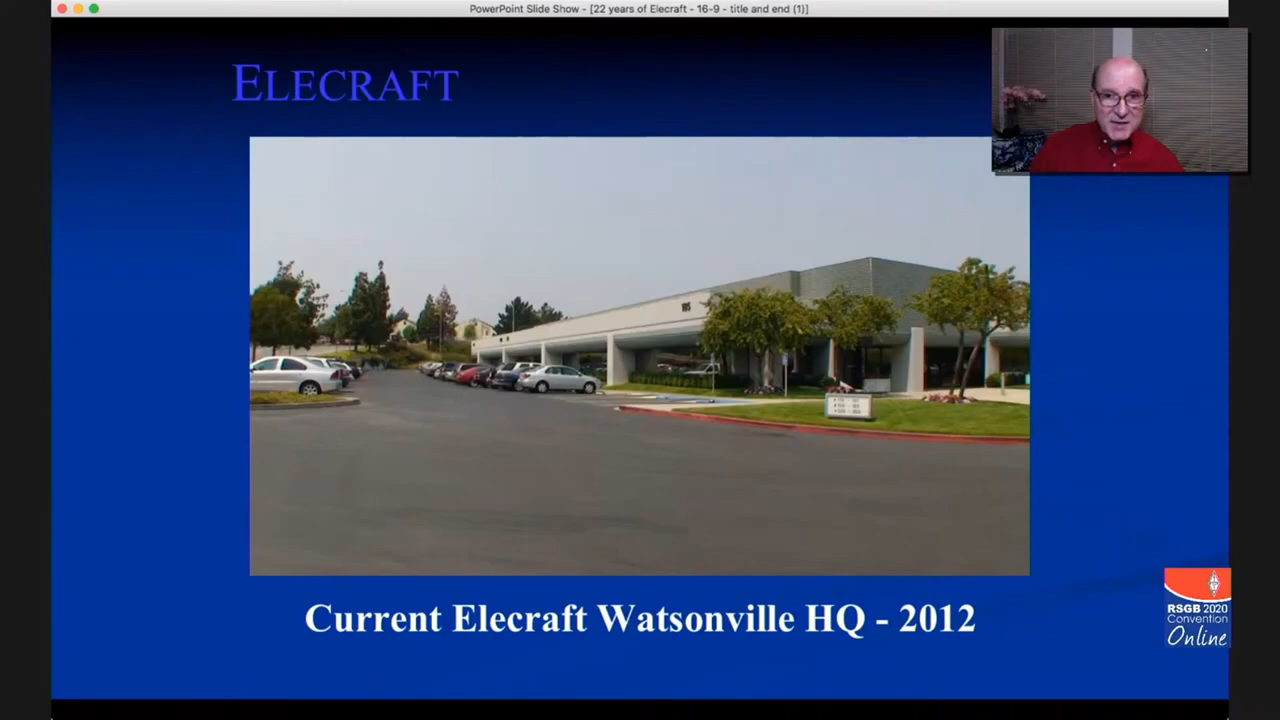 PowerPoint Slide Show - [22 years of Elecraft - 16-9 - title and end (1)]
ELECRAFT
Current Elecraft Watsonville HQ - 2012
RSGB 2020
Convention
Online